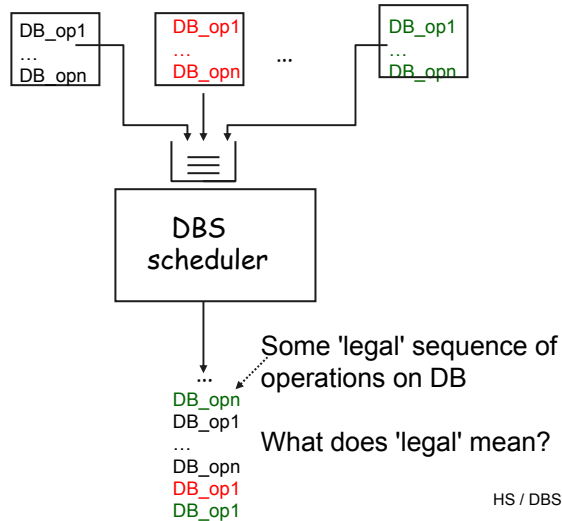 DB_op1
...
DB_opn
DB_op1
...
DB_opn
...
DB_op1
...
DB_opn
DBS
scheduler
Some 'legal' sequence of
operations on DB
...
DB_opn
DB_op1
...
DB_opn
DB_op1
DB_op1
What does 'legal' mean?
HS / DBS